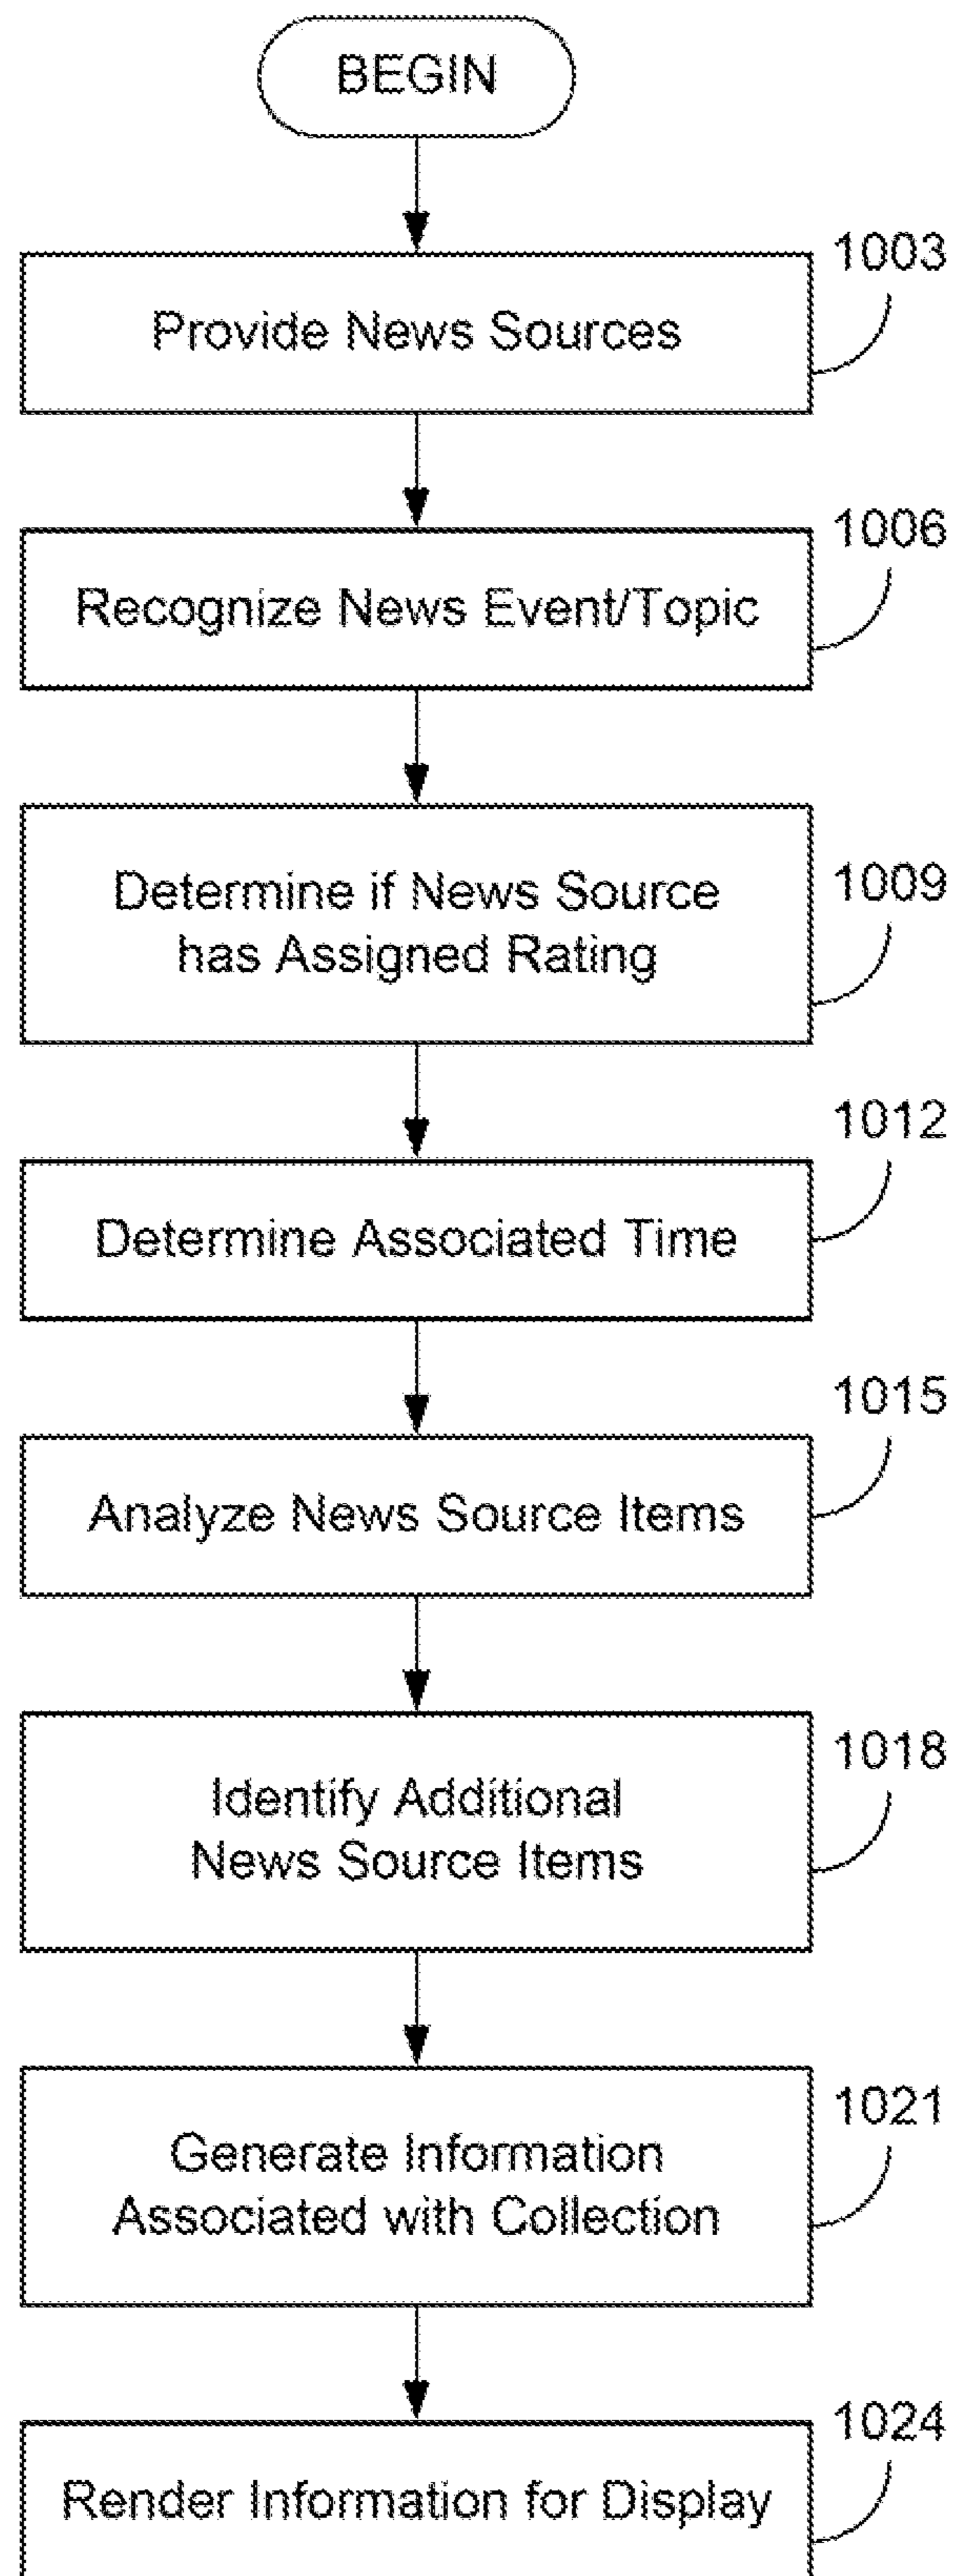 BEGIN
1003
Provide News Sources
1006
Recognize News Event/Topic
1009
Determine if News Source
has Assigned Rating
1012
Determine Associated Time
1015
Analyze News Source Items
1018
Identify Additional
News Source Items
1021
Generate Information
Associated with Collection
1024
Render Information for Display